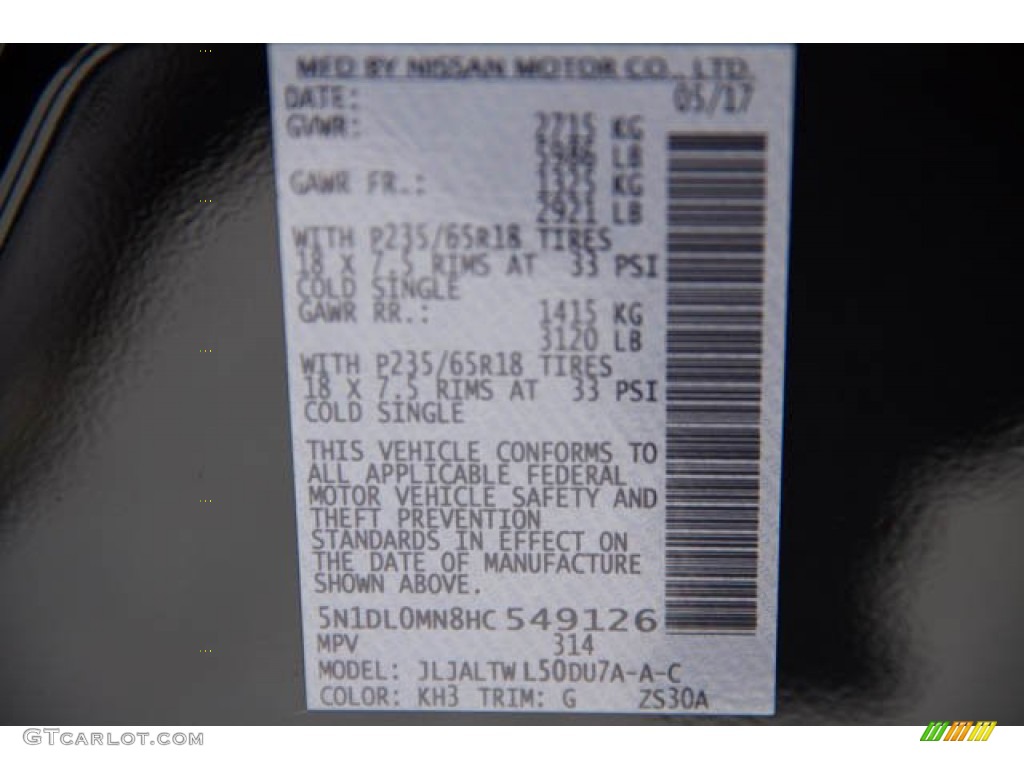 MFD BY NISSAN MOTOR CO., LTD.
DATE: 05/17
GVWR: 2715 KG
5986 LB
GAWR FR.: 1325 KG
2921 LB
WITH P235/65R18 TIRES
18 X 7.5 RIMS AT 33 PSI
COLD SINGLE
GAWR RR.: 1415 KG
3120 LB
WITH P235/65R18 TIRES
18 X 7.5 RIMS AT 33 PSI
COLD SINGLE
THIS VEHICLE CONFORMS TO
ALL APPLICABLE FEDERAL
MOTOR VEHICLE SAFETY AND
THEFT PREVENTION
STANDARDS IN EFFECT ON
THE DATE OF MANUFACTURE
SHOWN ABOVE.
5N1DL0MN8HC 549126
MPV 314
MODEL: JLJALTW L50DU7A-A-C
COLOR: KH3 TRIM: G ZS30A
GTCARLOT.COM